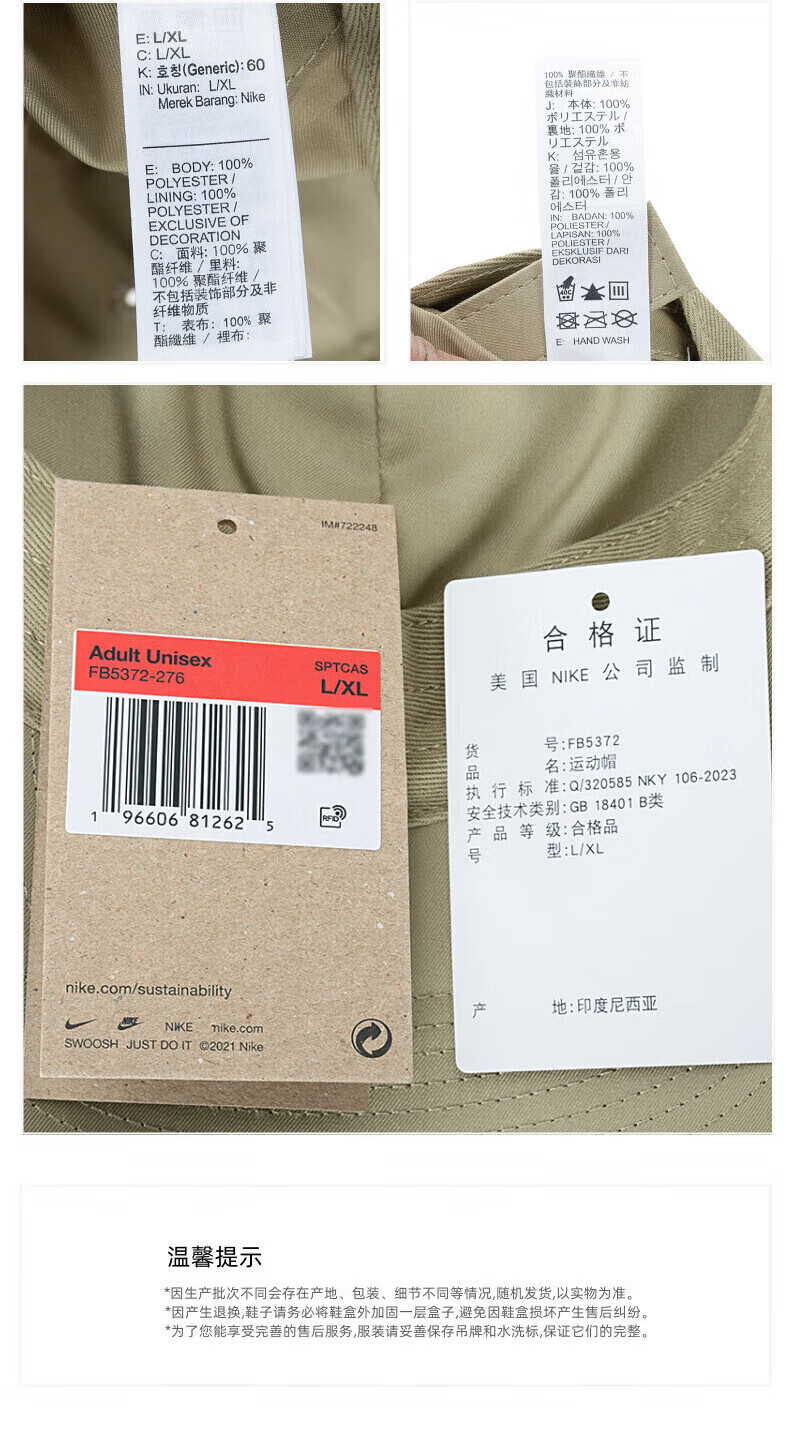 E: L/XL
C: L/XL
K: 호칭(Generic): 60
IN: Ukuran: L/XL
Merek Barang: Nike
E: BODY: 100%
POLYESTER /
LINING: 100%
POLYESTER /
EXCLUSIVE OF
DECORATION
C: 面料: 100% 聚
酯纤维 / 里料:
100% 聚酯纤维 /
不包括装饰部分及非
纤维物质
T: 表布: 100% 聚
酯纖維 / 裡布:
100% 聚酯纖維 / 不
包括裝飾部分及非紡
織材料
J: 本体: 100%
ポリエステル /
裏地: 100% ポ
リエステル
K: 섬유혼용
율 / 겉감: 100%
폴리에스터 / 안
감: 100% 폴리
에스터
IN: BADAN: 100%
POLIESTER /
LAPISAN: 100%
POLIESTER /
EKSKLUSIF DARI
DEKORASI
40C
E: HAND WASH
IM#722248
Adult Unisex
FB5372-276
SPTCAS
L/XL
1 96606 81262 5
RFID
nike.com/sustainability
NIKE NIKE nike.com
SWOOSH JUST DO IT ©2021 Nike
合格证
美国NIKE公司监制
货号:FB5372
品名:运动帽
执行标准:Q/320585 NKY 106-2023
安全技术类别:GB 18401 B类
产品等级:合格品
号型:L/XL
产地:印度尼西亚
温馨提示
*因生产批次不同会存在产地、包装、细节不同等情况,随机发货,以实物为准。
*因产生退换,鞋子请务必将鞋盒外加固一层盒子,避免因鞋盒损坏产生售后纠纷。
*为了您能享受完善的售后服务,服装请妥善保存吊牌和水洗标,保证它们的完整。